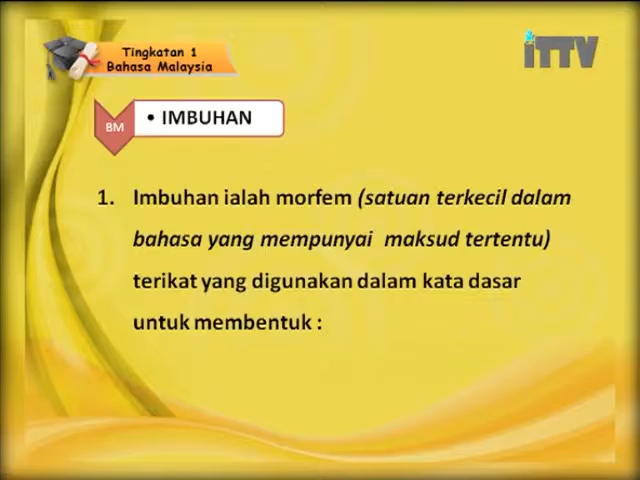 Tingkatan 1
Bahasa Malaysia
iTTV
BM
• IMBUHAN
1. Imbuhan ialah morfem (satuan terkecil dalam
bahasa yang mempunyai maksud tertentu)
terikat yang digunakan dalam kata dasar
untuk membentuk :